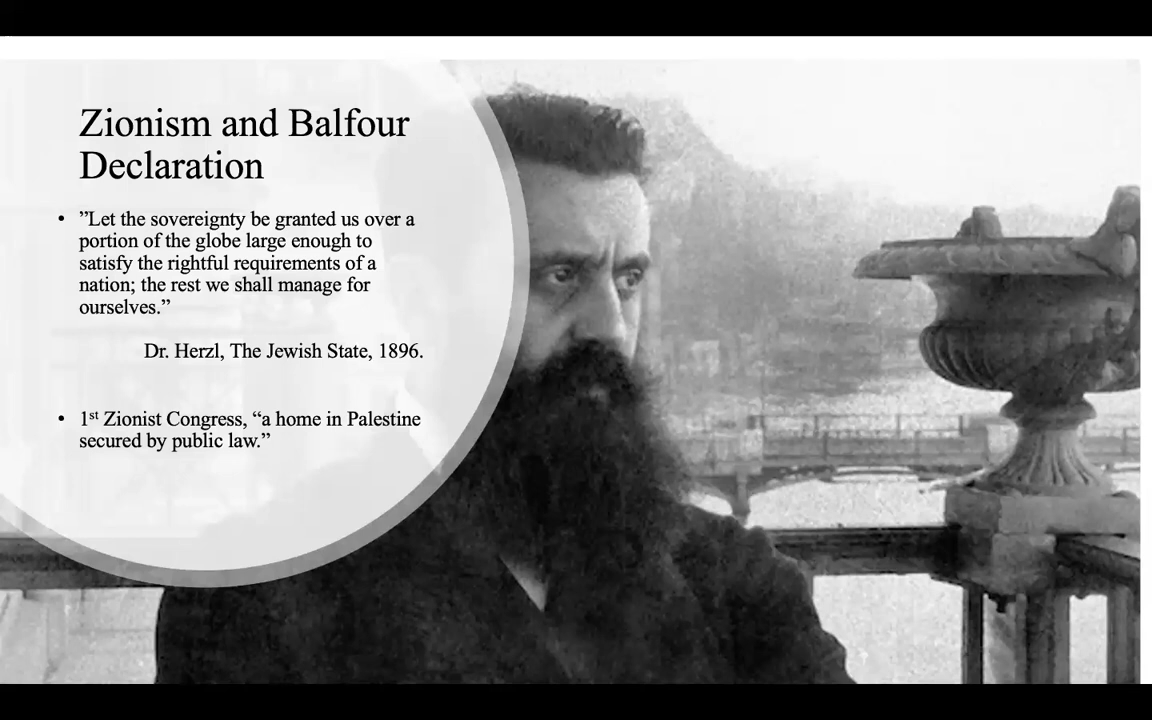 Zionism and Balfour
Declaration
• ”Let the sovereignty be granted us over a
portion of the globe large enough to
satisfy the rightful requirements of a
nation; the rest we shall manage for
ourselves.”
Dr. Herzl, The Jewish State, 1896.
• 1st Zionist Congress, “a home in Palestine
secured by public law.”